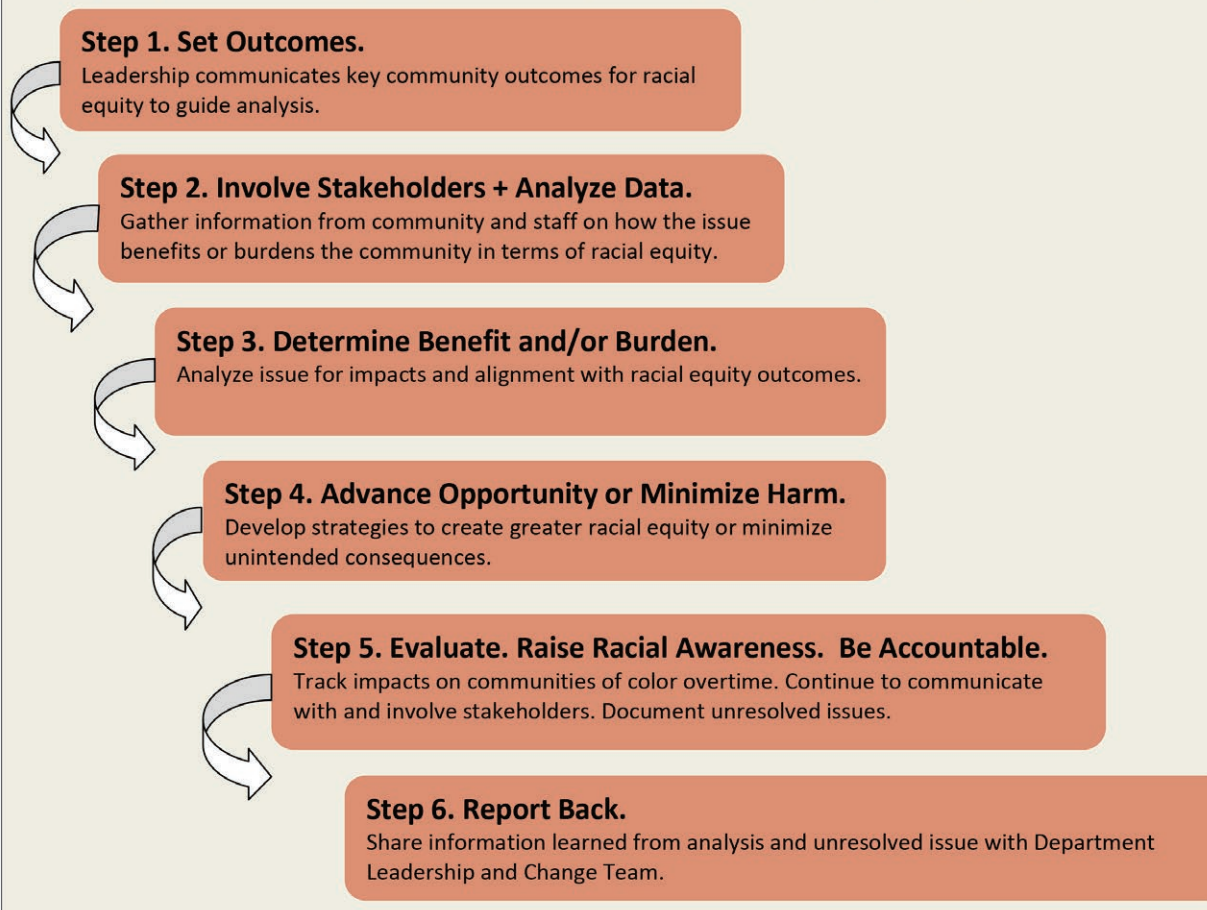 Step 1. Set Outcomes.
Leadership communicates key community outcomes for racial
equity to guide analysis.
Step 2. Involve Stakeholders + Analyze Data.
Gather information from community and staff on how the issue
benefits or burdens the community in terms of racial equity.
Step 3. Determine Benefit and/or Burden.
Analyze issue for impacts and alignment with racial equity outcomes.
Step 4. Advance Opportunity or Minimize Harm.
Develop strategies to create greater racial equity or minimize
unintended consequences.
Step 5. Evaluate. Raise Racial Awareness.  Be Accountable.
Track impacts on communities of color overtime. Continue to communicate
with and involve stakeholders. Document unresolved issues.
Step 6. Report Back.
Share information learned from analysis and unresolved issue with Department
Leadership and Change Team.